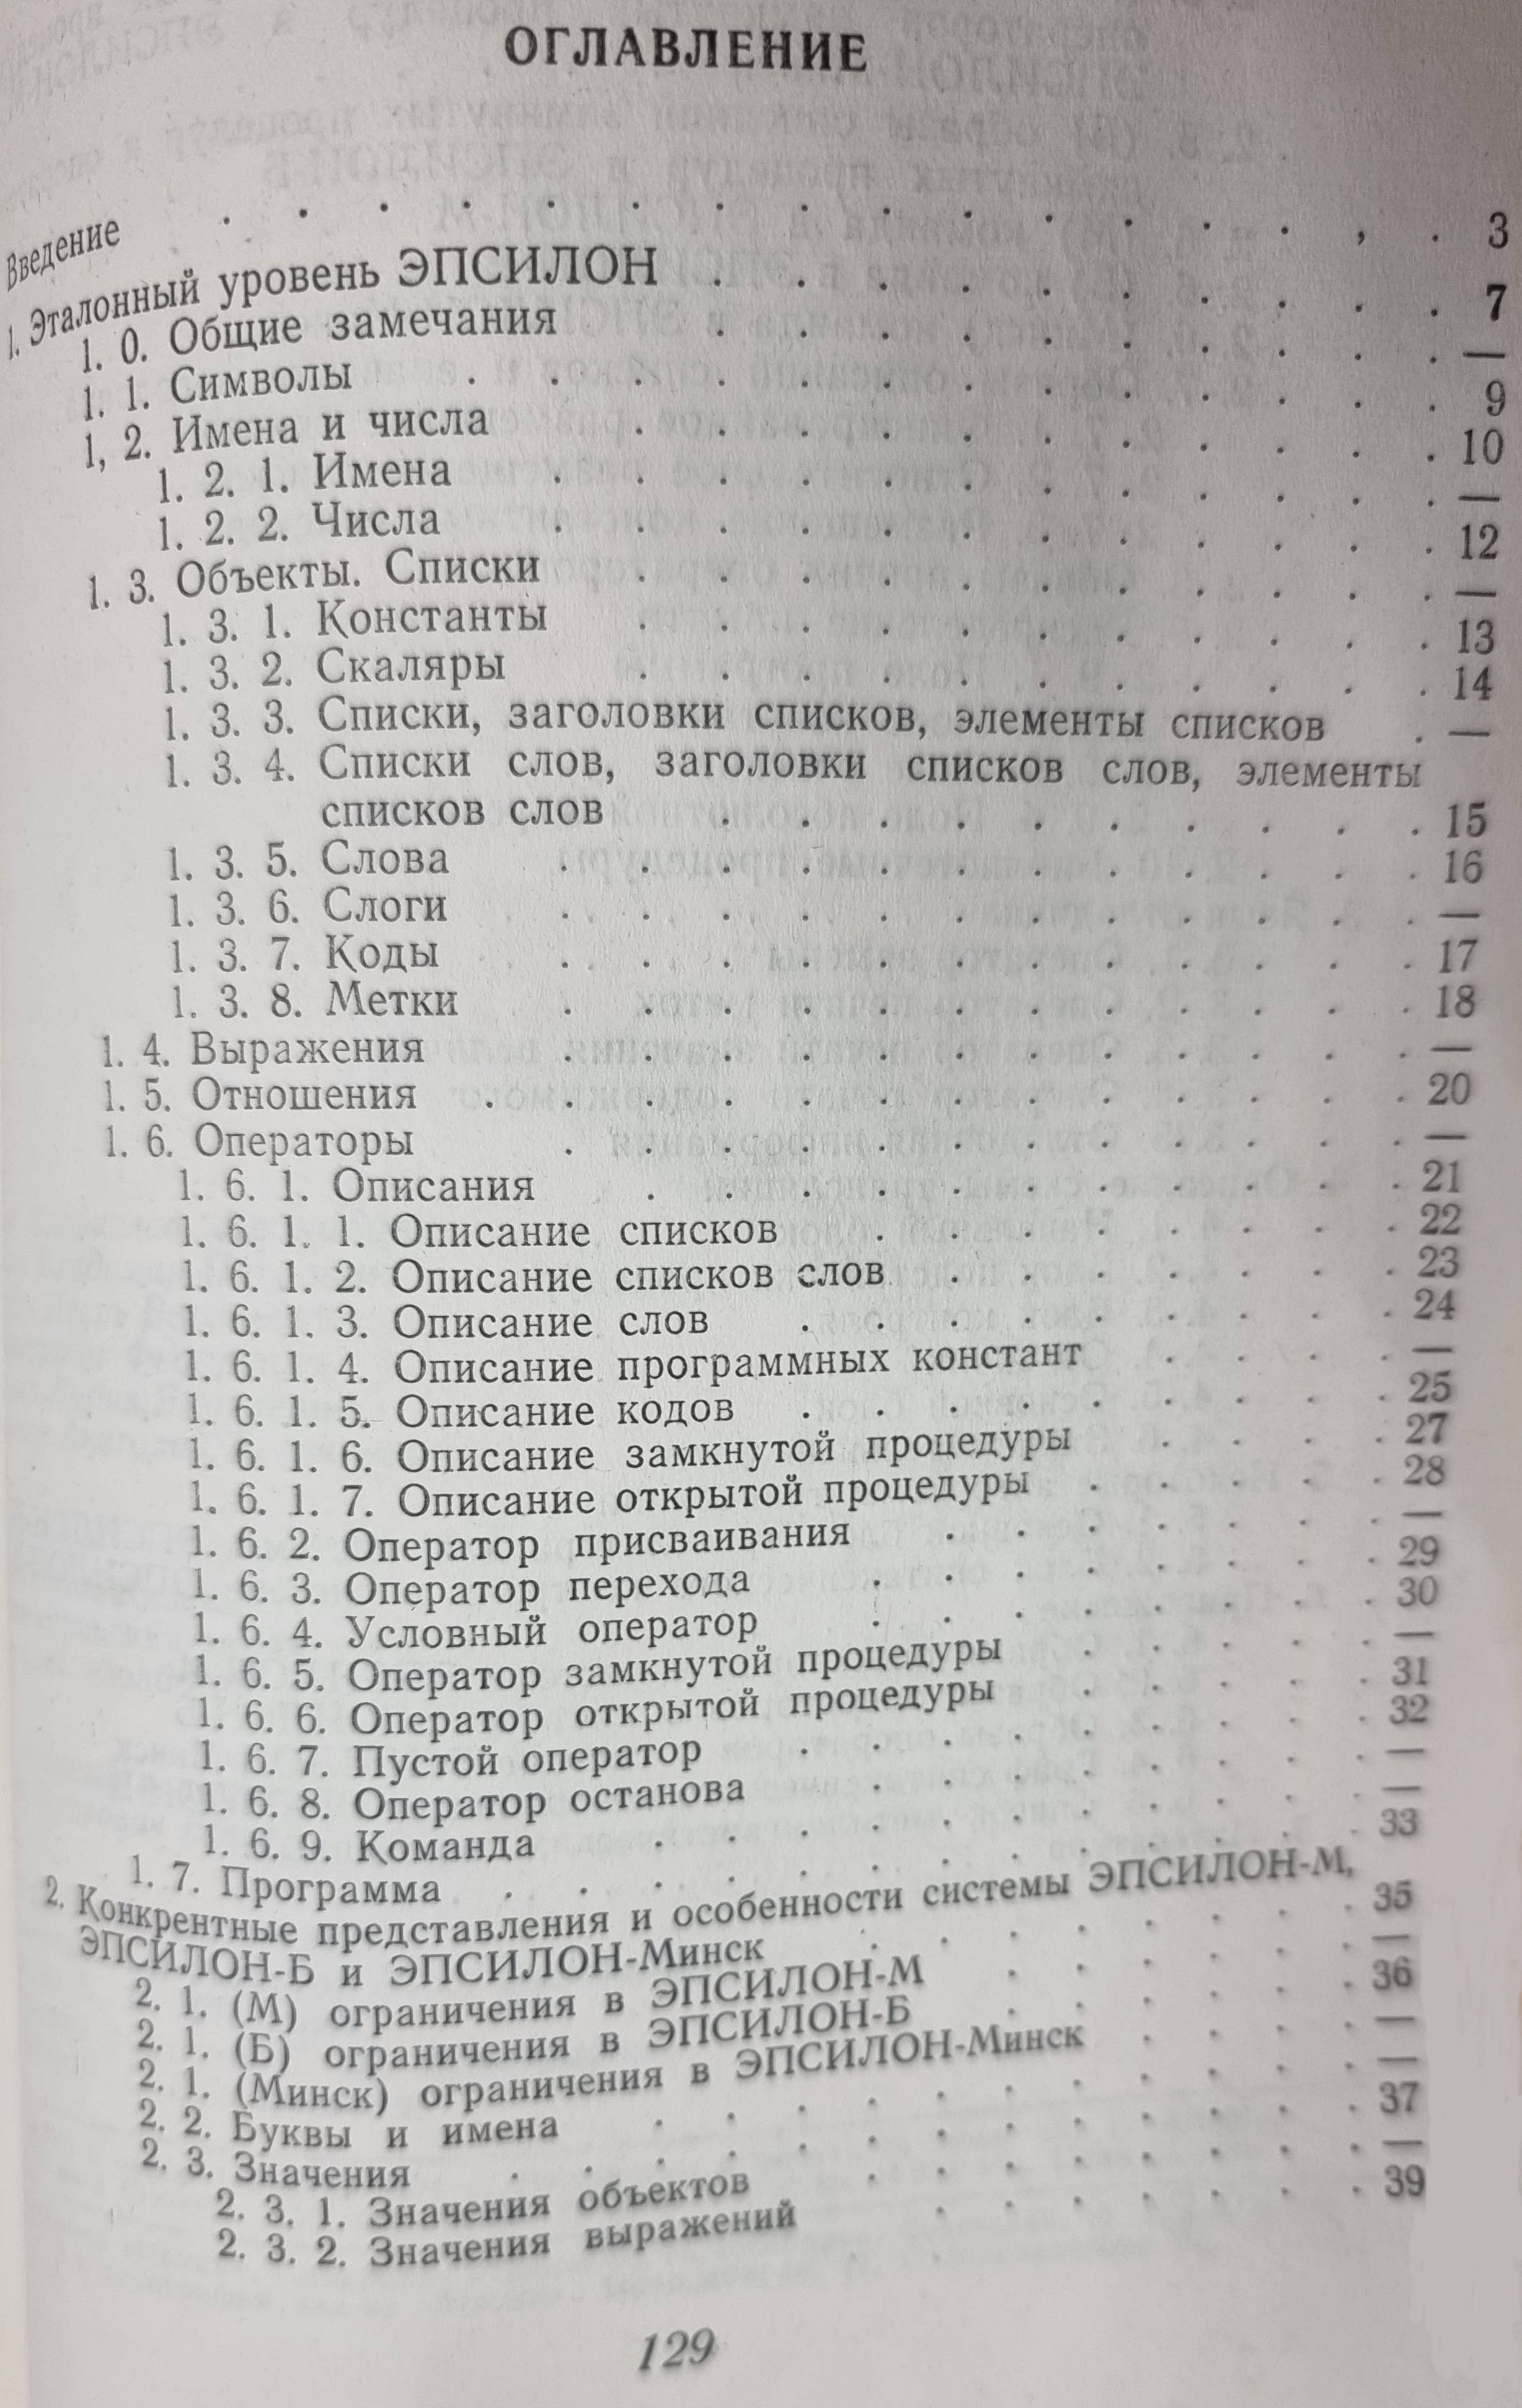 ОГЛАВЛЕНИЕ
Введение . . . . . . . . . . . . . . , . 3
1. Эталонный уровень ЭПСИЛОН . . . . . . . . . . 7
1. 0. Общие замечания . . . . . . . . . . —
1. 1. Символы . . . . . . . . . . . . . 9
1, 2. Имена и числа . . . . . . . . . . . 10
1. 2. 1. Имена . . . . . . . . . . . . —
1. 2. 2. Числа . . . . . . . . . . . . 12
1. 3. Объекты. Списки . . . . . . . . . . . —
1. 3. 1. Константы . . . . . . . . . . . 13
1. 3. 2. Скаляры . . . . . . . . . . . 14
1. 3. 3. Списки, заголовки списков, элементы списков . —
1. 3. 4. Списки слов, заголовки списков слов, элементы
списков слов . . . . . . . . . . 15
1. 3. 5. Слова . . . . . . . . . . . . 16
1. 3. 6. Слоги . . . . . . . . . . . . —
1. 3. 7. Коды . . . . . . . . . . . . 17
1. 3. 8. Метки . . . . . . . . . . . . 18
1. 4. Выражения . . . . . . . . . . . . —
1. 5. Отношения . . . . . . . . . . . . . 20
1. 6. Операторы . . . . . . . . . . . . —
1. 6. 1. Описания . . . . . . . . . . . 21
1. 6. 1. 1. Описание списков . . . . . . . . 22
1. 6. 1. 2. Описание списков слов . . . . . . . 23
1. 6. 1. 3. Описание слов . . . . . . . . . 24
1. 6. 1. 4. Описание программных констант . . . . —
1. 6. 1. 5. Описание кодов . . . . . . . . . 25
1. 6. 1. 6. Описание замкнутой процедуры . . . . 27
1. 6. 1. 7. Описание открытой процедуры . . . . . 28
1. 6. 2. Оператор присваивания . . . . . . . —
1. 6. 3. Оператор перехода . . . . . . . . 29
1. 6. 4. Условный оператор . . . . . . . . 30
1. 6. 5. Оператор замкнутой процедуры . . . . . —
1. 6. 6. Оператор открытой процедуры . . . . . 31
1. 6. 7. Пустой оператор . . . . . . . . . 32
1. 6. 8. Оператор останова . . . . . . . . —
1. 6. 9. Команда . . . . . . . . . . . —
1. 7. Программа . . . . . . . . . . . . . 33
2. Конкрентные представления и особенности системы ЭПСИЛОН-М,
ЭПСИЛОН-Б и ЭПСИЛОН-Минск . . . . . . . . 35
2. 1. (М) ограничения в ЭПСИЛОН-М . . . . . . —
2. 1. (Б) ограничения в ЭПСИЛОН-Б . . . . . . 36
2. 1. (Минск) ограничения в ЭПСИЛОН-Минск . . . . —
2. 2. Буквы и имена . . . . . . . . . . . —
2. 3. Значения . . . . . . . . . . . . . 37
2. 3. 1. Значения объектов . . . . . . . . —
2. 3. 2. Значения выражений . . . . . . . 39
129